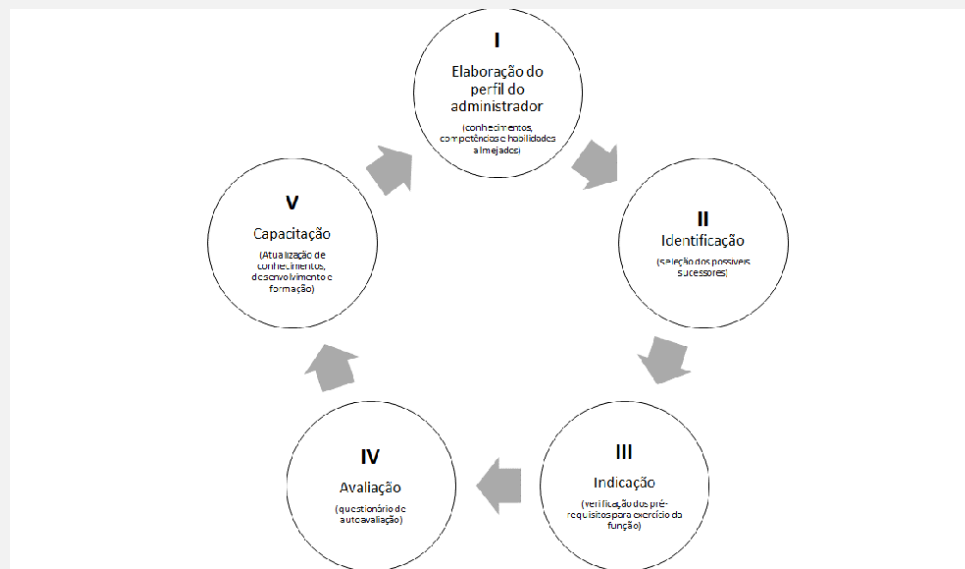 I
Elaboração do
perfil do
administrador
(conhecimentos,
competências e habilidades
almejados)
II
Identificação
(seleção dos possíveis
sucessores)
III
Indicação
(verificação dos pré-
requisitos para exercício da
função)
IV
Avaliação
(questionário de
autoavaliação)
V
Capacitação
(Atualização de
conhecimentos,
desenvolvimento e
formação)